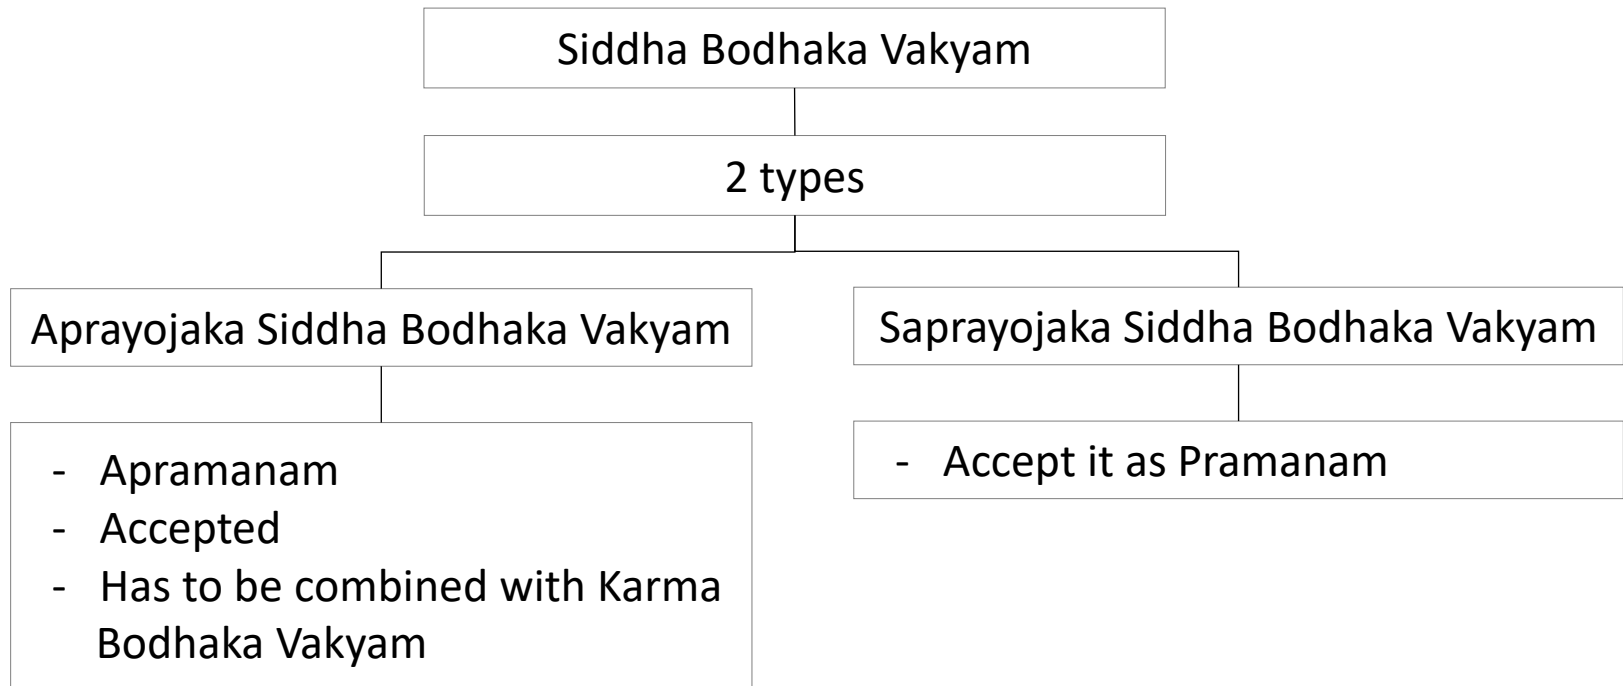 Siddha Bodhaka Vakyam
2 types
Aprayojaka Siddha Bodhaka Vakyam
Saprayojaka Siddha Bodhaka Vakyam
- Apramanam
- Accepted
- Has to be combined with Karma
Bodhaka Vakyam
- Accept it as Pramanam